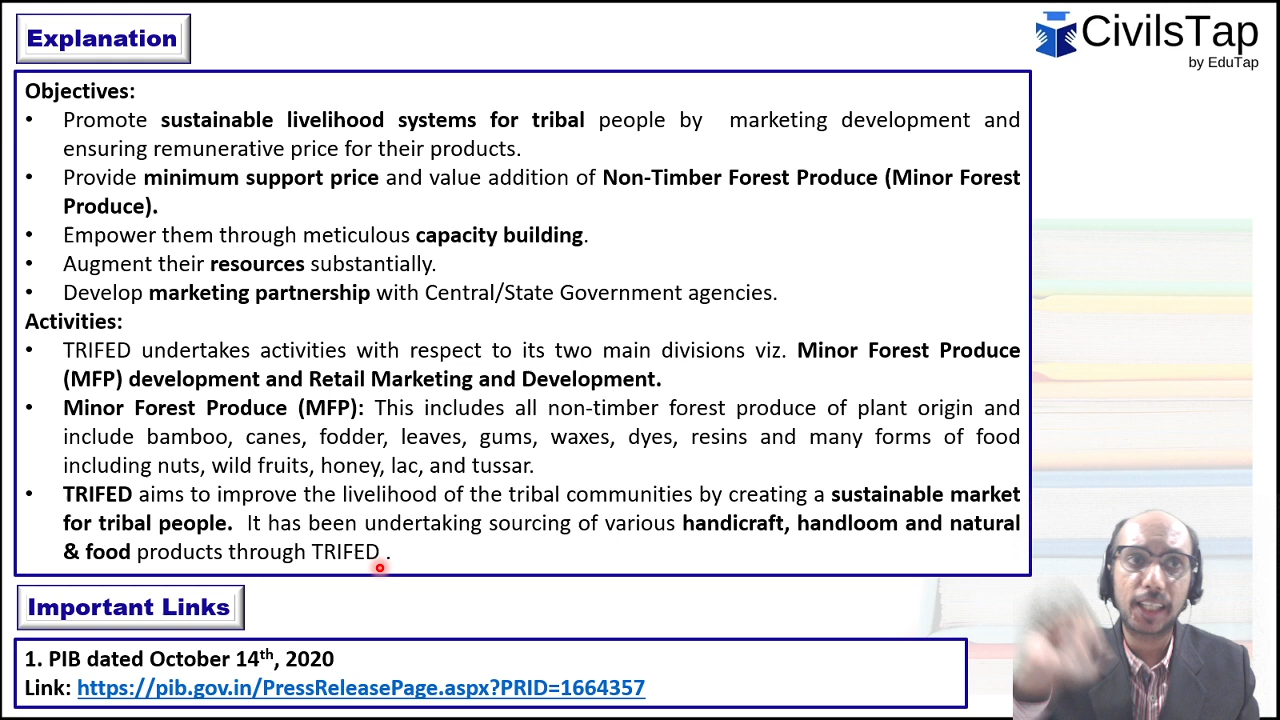 Explanation
CivilsTap
by EduTap
Objectives:
• Promote sustainable livelihood systems for tribal people by marketing development and
ensuring remunerative price for their products.
• Provide minimum support price and value addition of Non-Timber Forest Produce (Minor Forest
Produce).
• Empower them through meticulous capacity building.
• Augment their resources substantially.
• Develop marketing partnership with Central/State Government agencies.
Activities:
• TRIFED undertakes activities with respect to its two main divisions viz. Minor Forest Produce
(MFP) development and Retail Marketing and Development.
• Minor Forest Produce (MFP): This includes all non-timber forest produce of plant origin and
include bamboo, canes, fodder, leaves, gums, waxes, dyes, resins and many forms of food
including nuts, wild fruits, honey, lac, and tussar.
• TRIFED aims to improve the livelihood of the tribal communities by creating a sustainable market
for tribal people. It has been undertaking sourcing of various handicraft, handloom and natural
& food products through TRIFED .
Important Links
1. PIB dated October 14th, 2020
Link: https://pib.gov.in/PressReleasePage.aspx?PRID=1664357